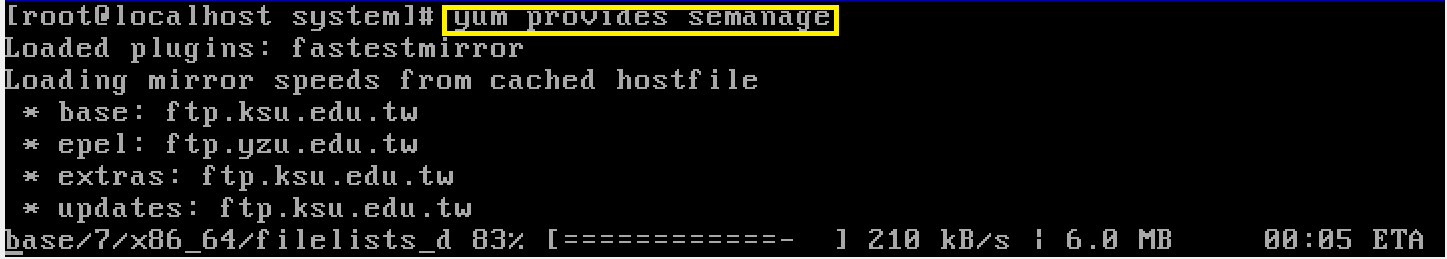 [root@localhost system]# yum provides semanage
Loaded plugins: fastestmirror
Loading mirror speeds from cached hostfile
 * base: ftp.ksu.edu.tw
 * epel: ftp.yzu.edu.tw
 * extras: ftp.ksu.edu.tw
 * updates: ftp.ksu.edu.tw
base/7/x86_64/filelists_d 83% [============-  ] 210 kB/s | 6.0 MB     00:05 ETA